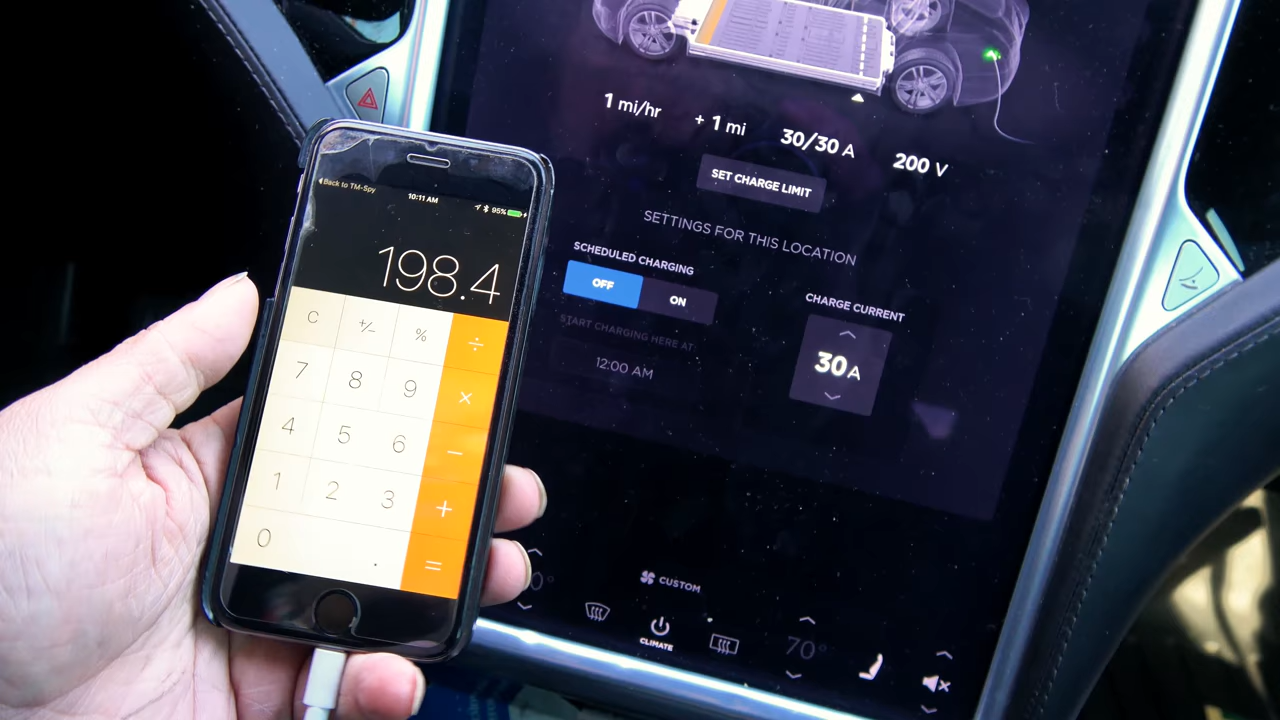 Back to TM-Spy
10:11 AM
95%
198.4
C +/- % ÷
7 8 9 ×
4 5 6 −
1 2 3 +
0 . =
1 mi/hr + 1 mi 30/30 A 200 V
SET CHARGE LIMIT
SETTINGS FOR THIS LOCATION
SCHEDULED CHARGING
OFF ON
START CHARGING HERE AT:
12:00 AM
CHARGE CURRENT
30A
CUSTOM
CLIMATE
70°